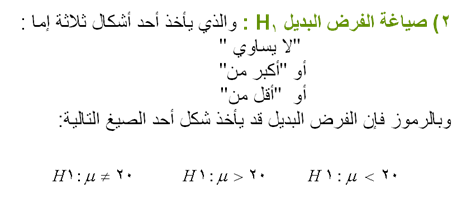 ٢) صياغة الفرض البديل H١ : والذي يأخذ أحد أشكال ثلاثة إما :
"لا يساوي "
أو "أكبر من"
أو "أقل من"
وبالرموز فإن الفرض البديل قد يأخذ شكل أحد الصيغ التالية:
H١ : μ ≠ ٢٠ H١ : μ > ٢٠ H١ : μ < ٢٠